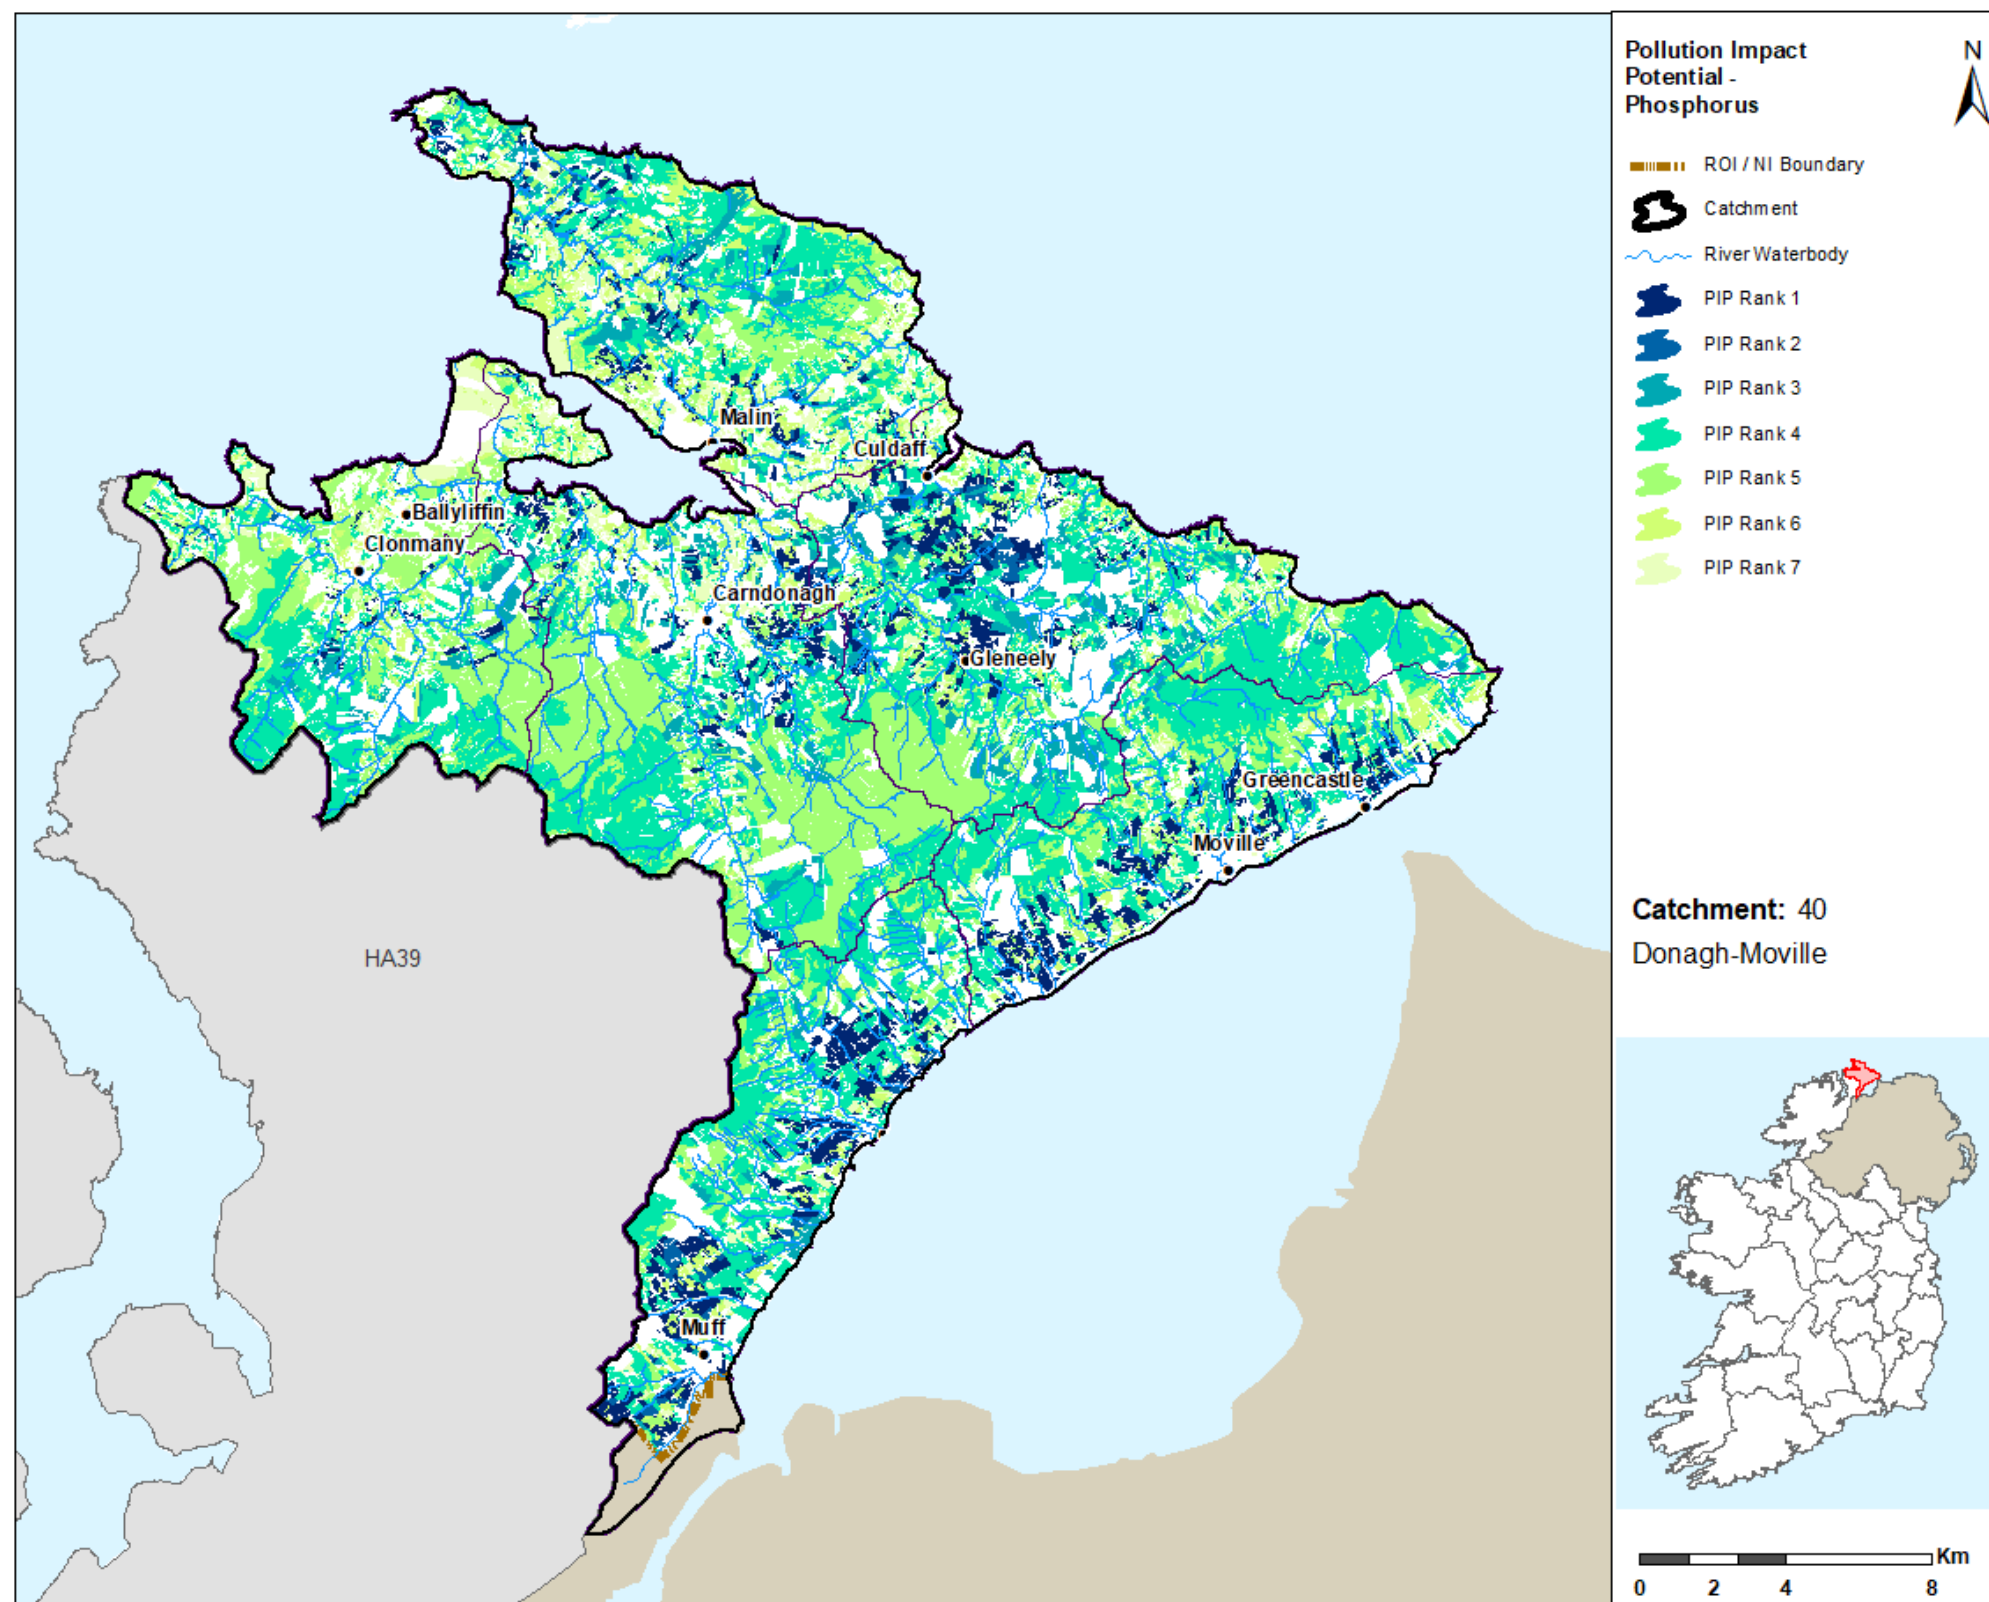 Pollution Impact
Potential -
Phosphorus
N
ROI / NI Boundary
Catchment
River Waterbody
PIP Rank 1
PIP Rank 2
PIP Rank 3
PIP Rank 4
PIP Rank 5
PIP Rank 6
PIP Rank 7
Malin
Culdaff
Ballyliffin
Clonmany
Carndonagh
Gleneely
Greencastle
Moville
HA39
Muff
Catchment: 40
Donagh-Moville
Km
0 2 4 8